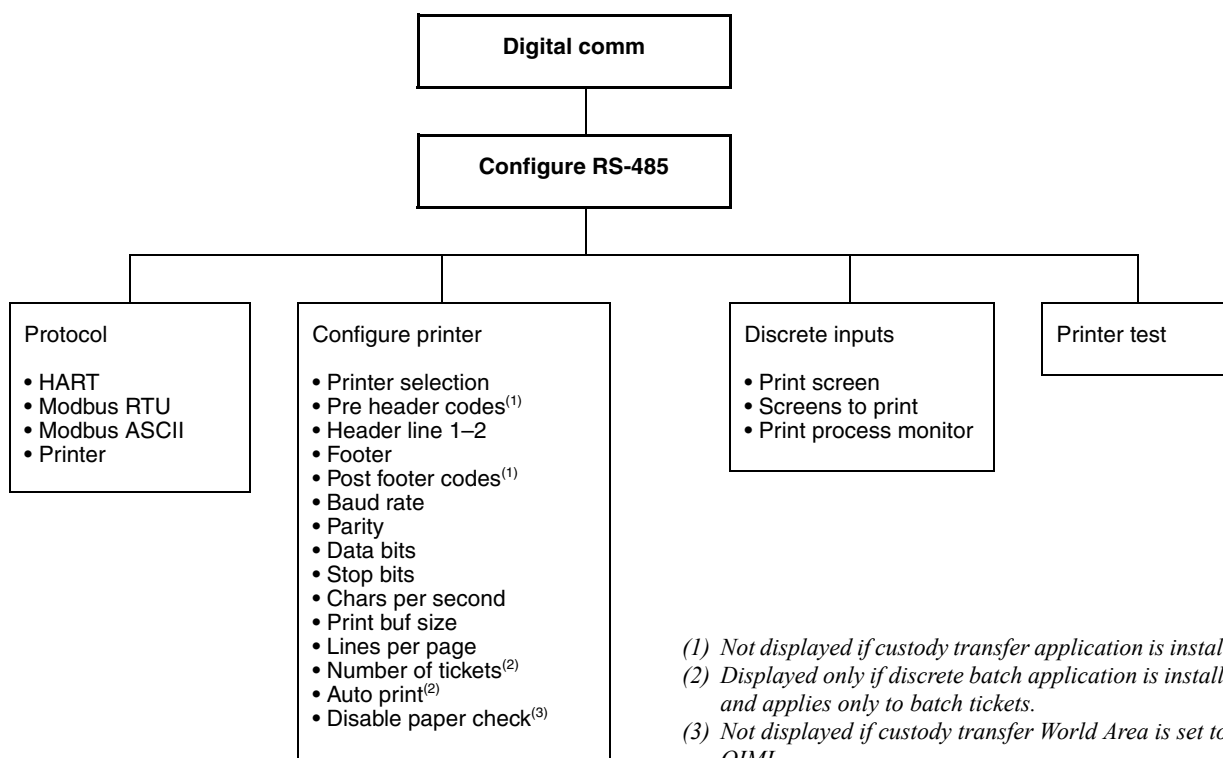 Digital comm
Configure RS-485
Protocol
• HART
• Modbus RTU
• Modbus ASCII
• Printer
Configure printer
• Printer selection
• Pre header codes(1)
• Header line 1–2
• Footer
• Post footer codes(1)
• Baud rate
• Parity
• Data bits
• Stop bits
• Chars per second
• Print buf size
• Lines per page
• Number of tickets(2)
• Auto print(2)
• Disable paper check(3)
Discrete inputs
• Print screen
• Screens to print
• Print process monitor
Printer test
(1) Not displayed if custody transfer application is instal
(2) Displayed only if discrete batch application is install
and applies only to batch tickets.
(3) Not displayed if custody transfer World Area is set to